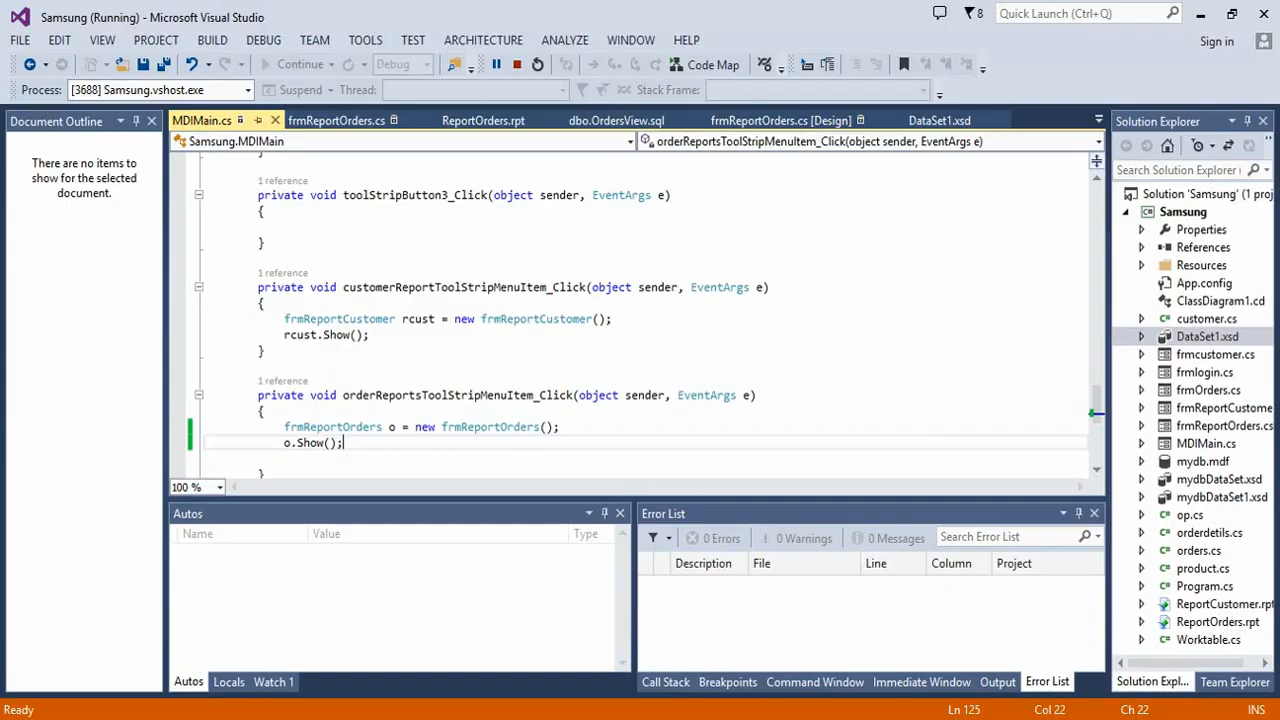 Samsung (Running) - Microsoft Visual Studio
8
Quick Launch (Ctrl+Q)
FILE EDIT VIEW PROJECT BUILD DEBUG TEAM TOOLS TEST ARCHITECTURE ANALYZE WINDOW HELP
Sign in
Continue Debug Code Map
Process: [3688] Samsung.vshost.exe Suspend Thread: Stack Frame:
Document Outline
There are no items to
show for the selected
document.
MDIMain.cs frmReportOrders.cs ReportOrders.rpt dbo.OrdersView.sql frmReportOrders.cs [Design] DataSet1.xsd
Samsung.MDIMain orderReportsToolStripMenuItem_Click(object sender, EventArgs e)
}
1 reference
private void toolStripButton3_Click(object sender, EventArgs e)
{
}
1 reference
private void customerReportToolStripMenuItem_Click(object sender, EventArgs e)
{
frmReportCustomer rcust = new frmReportCustomer();
rcust.Show();
}
1 reference
private void orderReportsToolStripMenuItem_Click(object sender, EventArgs e)
{
frmReportOrders o = new frmReportOrders();
o.Show();
}
100 %
Autos
Name Value Type
Autos Locals Watch 1
Error List
0 Errors 0 Warnings 0 Messages Search Error List
Description File Line Column Project
Call Stack Breakpoints Command Window Immediate Window Output Error List
Solution Explorer
Search Solution Explorer
Solution 'Samsung' (1 proj
Samsung
Properties
References
Resources
App.config
ClassDiagram1.cd
customer.cs
DataSet1.xsd
frmcustomer.cs
frmlogin.cs
frmOrders.cs
frmReportCustome
frmReportOrders.cs
MDIMain.cs
mydb.mdf
mydbDataSet.xsd
mydbDataSet1.xsd
op.cs
orderdetils.cs
orders.cs
product.cs
Program.cs
ReportCustomer.rpt
ReportOrders.rpt
Worktable.cs
Solution Expl... Team Explorer
Ready Ln 125 Col 22 Ch 22 INS